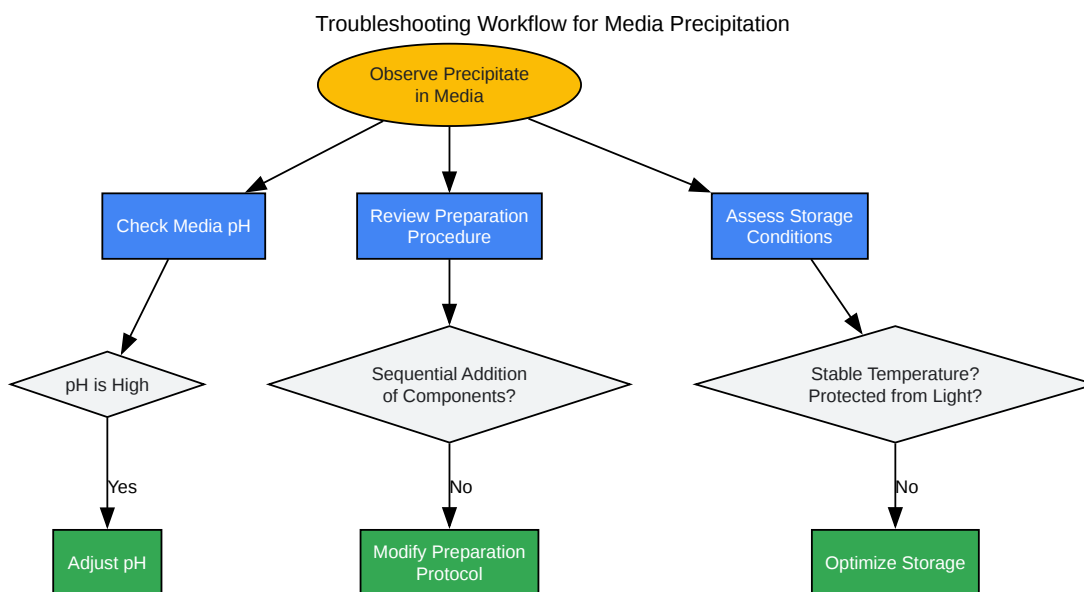 Troubleshooting Workflow for Media Precipitation
Observe Precipitate
in Media
Check Media pH
Review Preparation
Procedure
Assess Storage
Conditions
pH is High
Sequential Addition
of Components?
Stable Temperature?
Protected from Light?
Yes
No
No
Adjust pH
Modify Preparation
Protocol
Optimize Storage